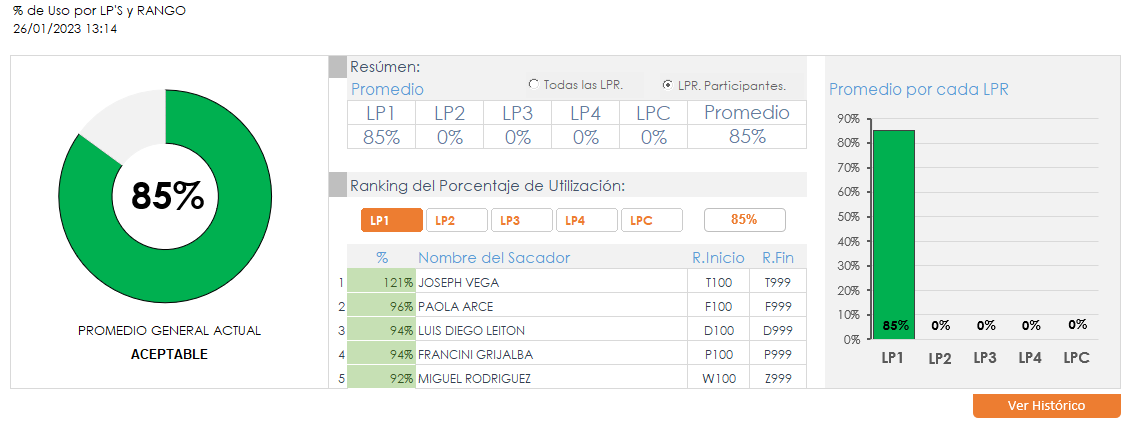 % de Uso por LP'S y RANGO
26/01/2023 13:14
85%
PROMEDIO GENERAL ACTUAL
ACEPTABLE
Resúmen:
Promedio
Todas las LPR.
LPR. Participantes.
LP1 LP2 LP3 LP4 LPC Promedio
85% 0% 0% 0% 0% 85%
Ranking del Porcentaje de Utilización:
LP1 LP2 LP3 LP4 LPC 85%
% Nombre del Sacador R.Inicio R.Fin
1 121% JOSEPH VEGA T100 T999
2 96% PAOLA ARCE F100 F999
3 94% LUIS DIEGO LEITON D100 D999
4 94% FRANCINI GRIJALBA P100 P999
5 92% MIGUEL RODRIGUEZ W100 Z999
Promedio por cada LPR
90%
80%
70%
60%
50%
40%
30%
20%
10%
0%
85% 0% 0% 0% 0%
LP1 LP2 LP3 LP4 LPC
Ver Histórico